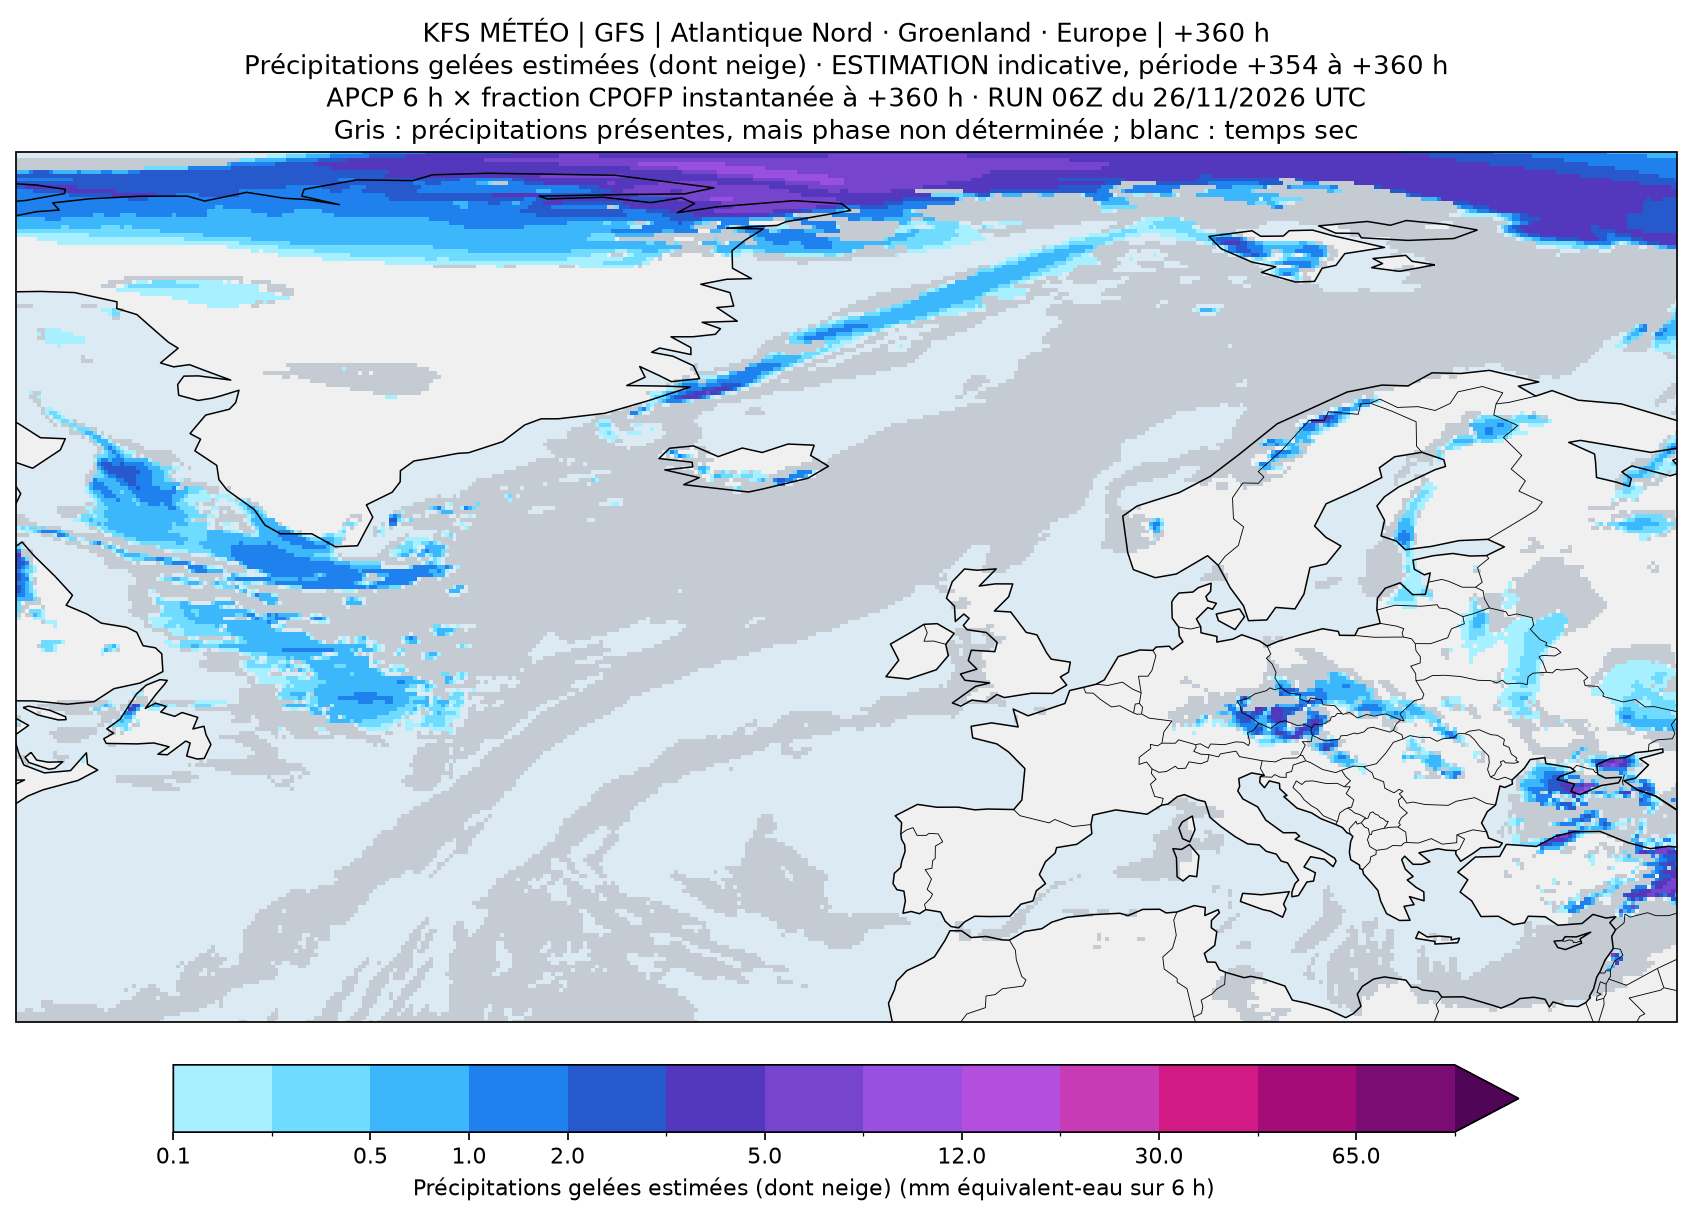 KFS MÉTÉO | GFS | Atlantique Nord · Groenland · Europe | +360 h
Précipitations gelées estimées (dont neige) · ESTIMATION indicative, période +354 à +360 h
APCP 6 h × fraction CPOFP instantanée à +360 h · RUN 06Z du 26/11/2026 UTC
Gris : précipitations présentes, mais phase non déterminée ; blanc : temps sec
0.1 0.5 1.0 2.0 5.0 12.0 30.0 65.0
Précipitations gelées estimées (dont neige) (mm équivalent-eau sur 6 h)